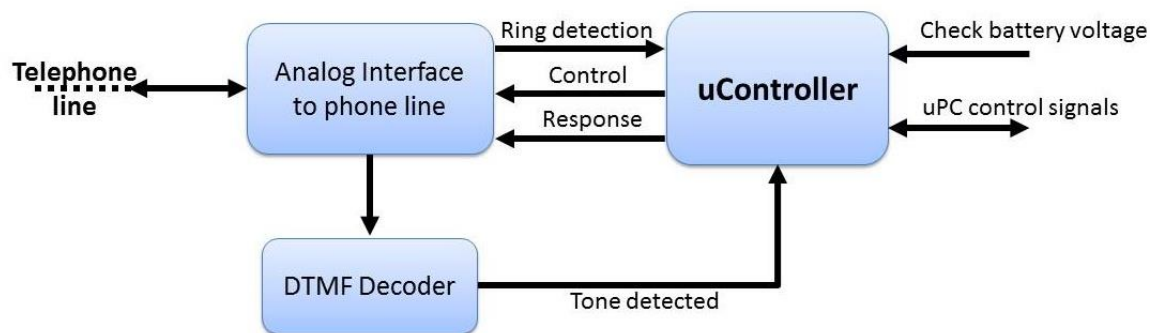 Telephone
line
Analog Interface
to phone line
Ring detection
Control
Response
uController
Check battery voltage
uPC control signals
DTMF Decoder
Tone detected